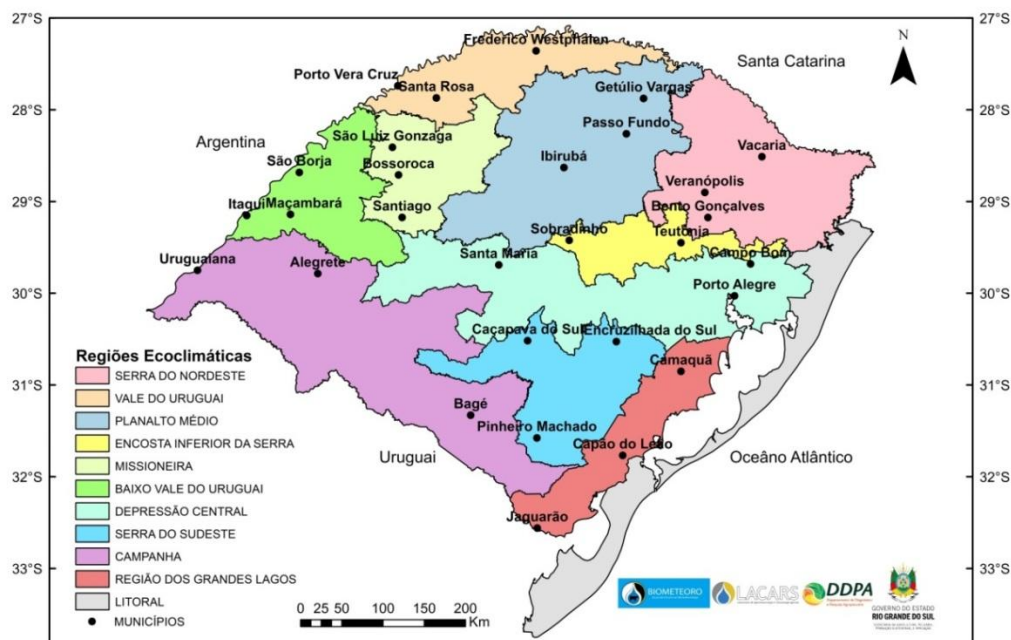 27°S
27°S
28°S
28°S
29°S
29°S
30°S
30°S
31°S
31°S
32°S
32°S
33°S
33°S
N
Santa Catarina
Argentina
Uruguai
Oceâno Atlântico
Frederico Westphalen
Porto Vera Cruz
Santa Rosa
Getúlio Vargas
Passo Fundo
São Luiz Gonzaga
Bossoroca
São Borja
Ibirubá
Vacaria
Veranópolis
Itaqui
Maçambará
Santiago
Bento Gonçalves
Sobradinho
Teutônia
Santa Maria
Campo Bom
Uruguaiana
Alegrete
Porto Alegre
Caçapava do Sul
Encruzilhada do Sul
Camaquã
Bagé
Pinheiro Machado
Capão do Leão
Jaguarão
Regiões Ecoclimáticas
SERRA DO NORDESTE
VALE DO URUGUAI
PLANALTO MÉDIO
ENCOSTA INFERIOR DA SERRA
MISSIONEIRA
BAIXO VALE DO URUGUAI
DEPRESSÃO CENTRAL
SERRA DO SUDESTE
CAMPANHA
REGIÃO DOS GRANDES LAGOS
LITORAL
MUNICÍPIOS
0 25 50 100 150 200
Km
BIOMETEORO
LACARS
DDPA
GOVERNO DO ESTADO
RIO GRANDE DO SUL